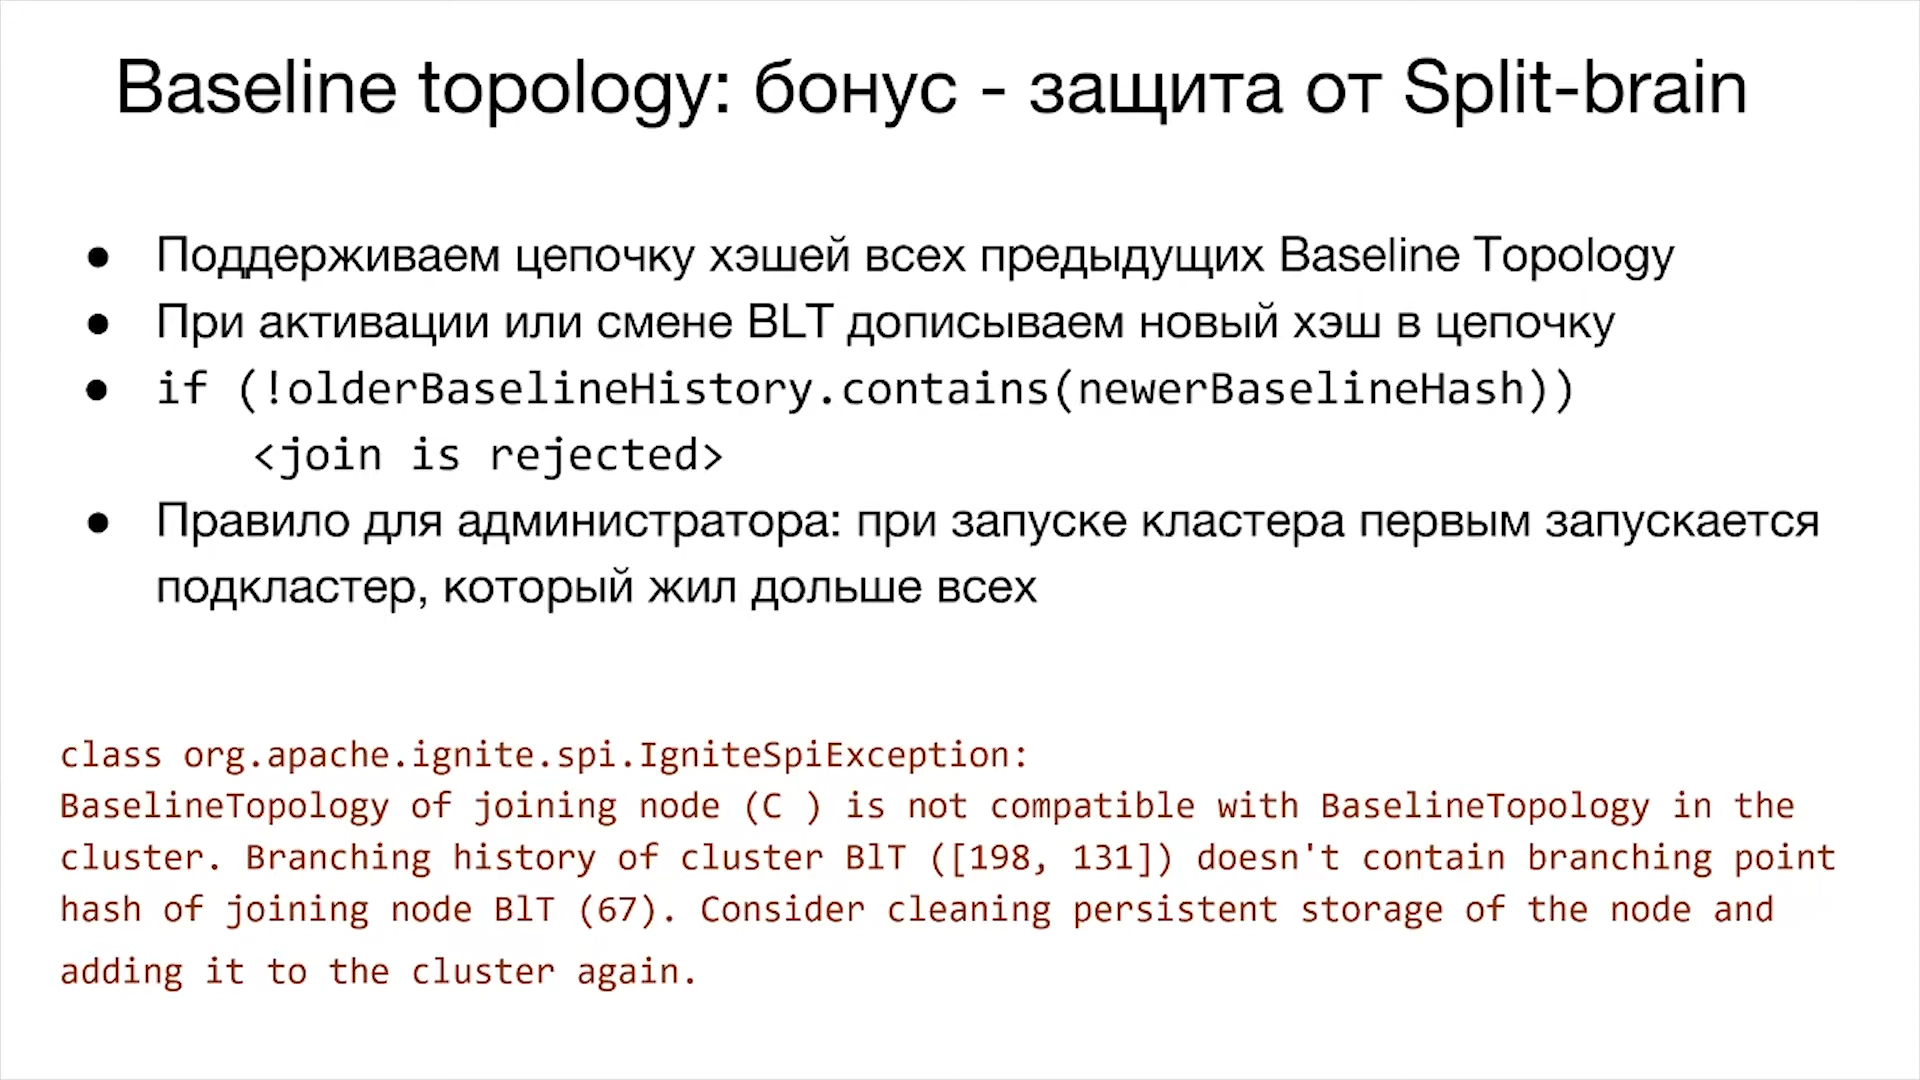 Baseline topology: бонус - защита от Split-brain
● Поддерживаем цепочку хэшей всех предыдущих Baseline Topology
● При активации или смене BLT дописываем новый хэш в цепочку
● if (!olderBaselineHistory.contains(newerBaselineHash))
<join is rejected>
● Правило для администратора: при запуске кластера первым запускается
подкластер, который жил дольше всех
class org.apache.ignite.spi.IgniteSpiException:
BaselineTopology of joining node (C ) is not compatible with BaselineTopology in the
cluster. Branching history of cluster BlT ([198, 131]) doesn't contain branching point
hash of joining node BlT (67). Consider cleaning persistent storage of the node and
adding it to the cluster again.